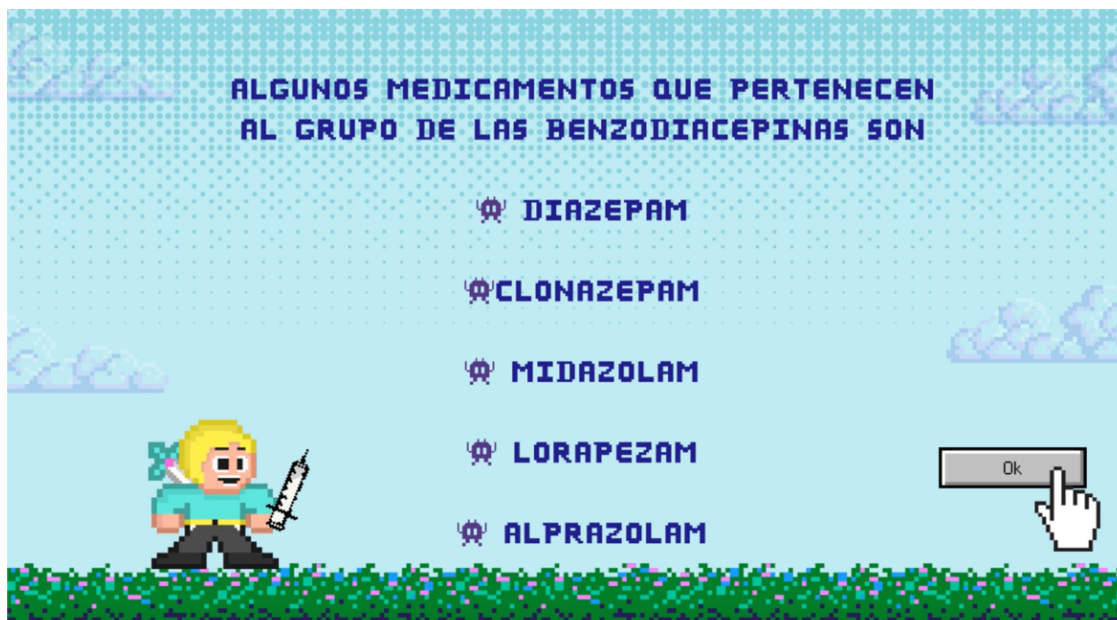 ALGUNOS MEDICAMENTOS QUE PERTENECEN
AL GRUPO DE LAS BENZODIACEPINAS SON
DIAZEPAM
CLONAZEPAM
MIDAZOLAM
LORAPEZAM
Ok
ALPRAZOLAM